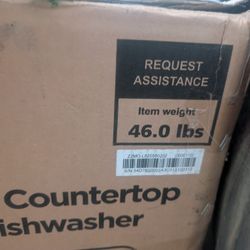 REQUEST
ASSISTANCE
Item weight
46.0 lbs
Countertop
ishwasher